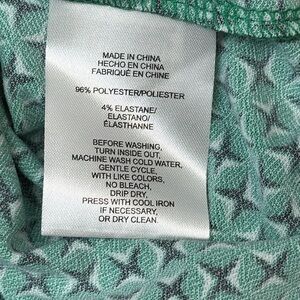 MADE IN CHINA
HECHO EN CHINA
FABRIQUÉ EN CHINE
96% POLYESTER/POLIESTER
4% ELASTANE/
ELASTANO/
ÉLASTHANNE
BEFORE WASHING,
TURN INSIDE OUT,
MACHINE WASH COLD WATER,
GENTLE CYCLE,
WITH LIKE COLORS,
NO BLEACH,
DRIP DRY,
PRESS WITH COOL IRON
IF NECESSARY,
OR DRY CLEAN.